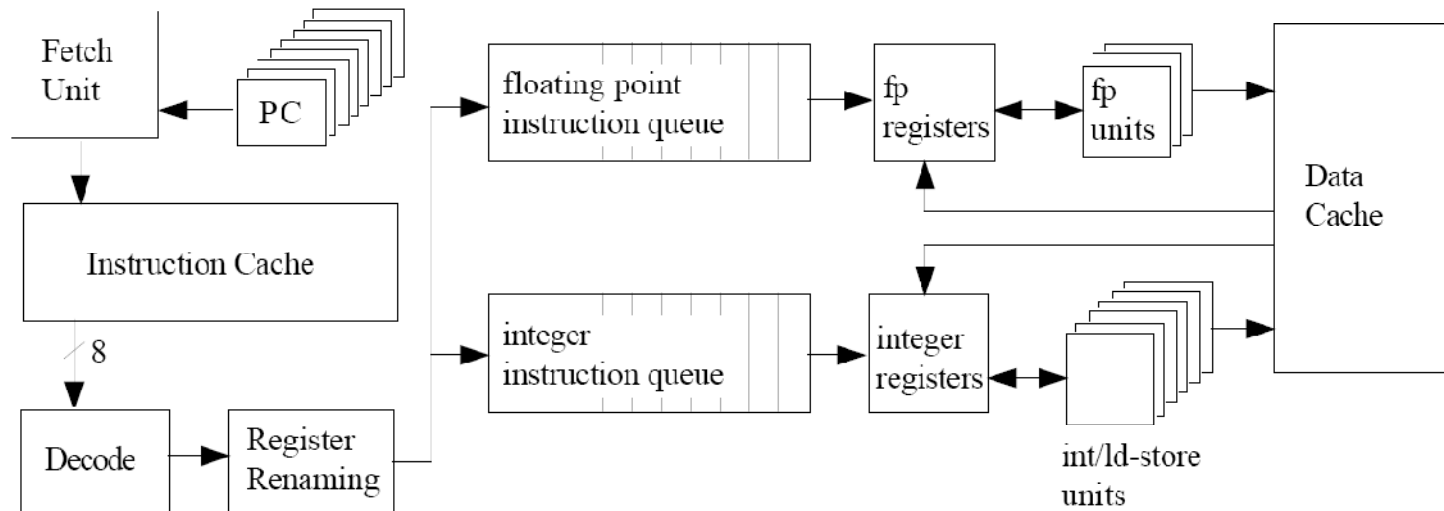 Fetch
Unit
PC
floating point
instruction queue
fp
registers
fp
units
Data
Cache
Instruction Cache
8
integer
instruction queue
integer
registers
Decode
Register
Renaming
int/ld-store
units